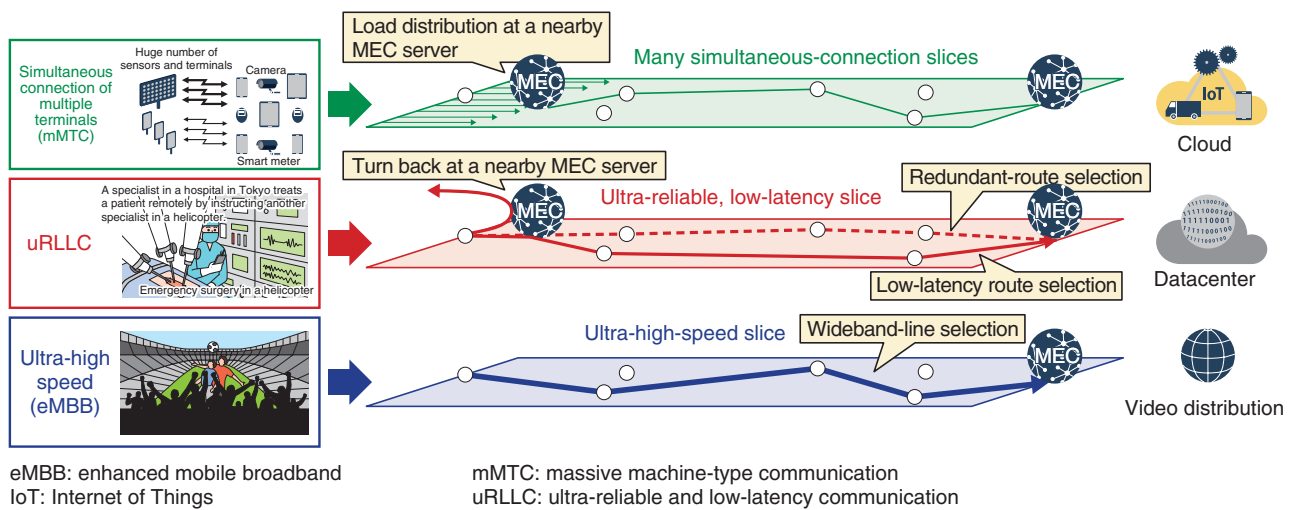 Simultaneous
connection of
multiple
terminals
(mMTC)
Huge number of
sensors and terminals
Camera
Smart meter
Load distribution at a nearby
MEC server
MEC
Many simultaneous-connection slices
MEC
IoT
Cloud
uRLLC
A specialist in a hospital in Tokyo treats
a patient remotely by instructing another
specialist in a helicopter.
Emergency surgery in a helicopter
Turn back at a nearby MEC server
MEC
Ultra-reliable, low-latency slice
Redundant-route selection
MEC
Low-latency route selection
11111000100
11111000100
111110001
11111000100
11111000100
Datacenter
Ultra-high
speed
(eMBB)
Ultra-high-speed slice
Wideband-line selection
MEC
Video distribution
eMBB: enhanced mobile broadband
IoT: Internet of Things
mMTC: massive machine-type communication
uRLLC: ultra-reliable and low-latency communication